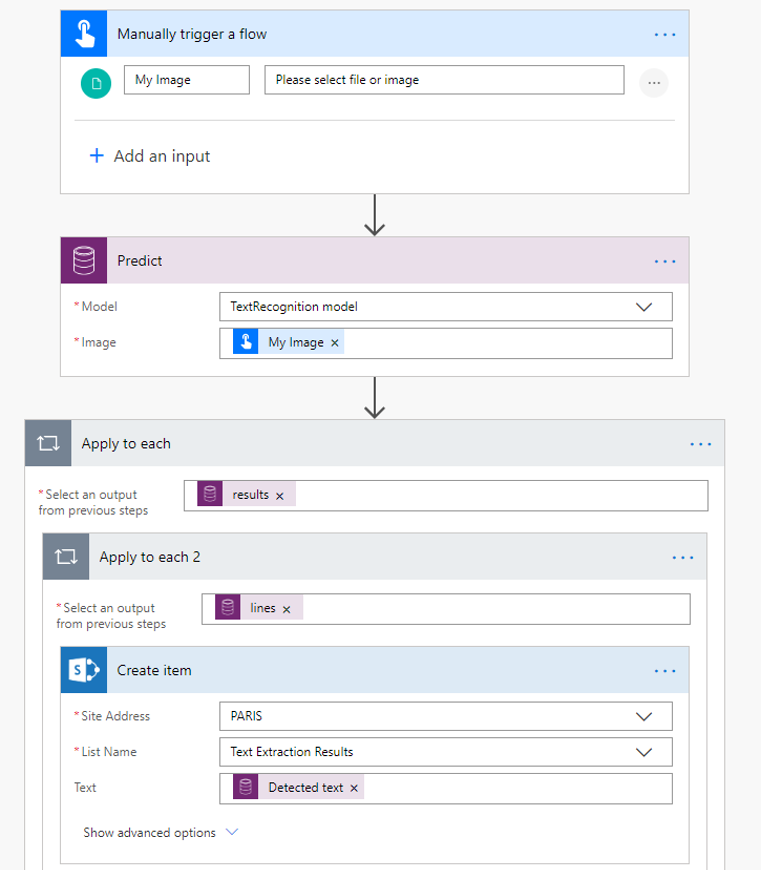 Manually trigger a flow ...
My Image Please select file or image ...
+ Add an input
Predict ...
* Model TextRecognition model
* Image My Image ×
Apply to each ...
* Select an output
from previous steps
results ×
Apply to each 2 ...
* Select an output
from previous steps
lines ×
S Create item ...
* Site Address PARIS
* List Name Text Extraction Results
Text Detected text ×
Show advanced options